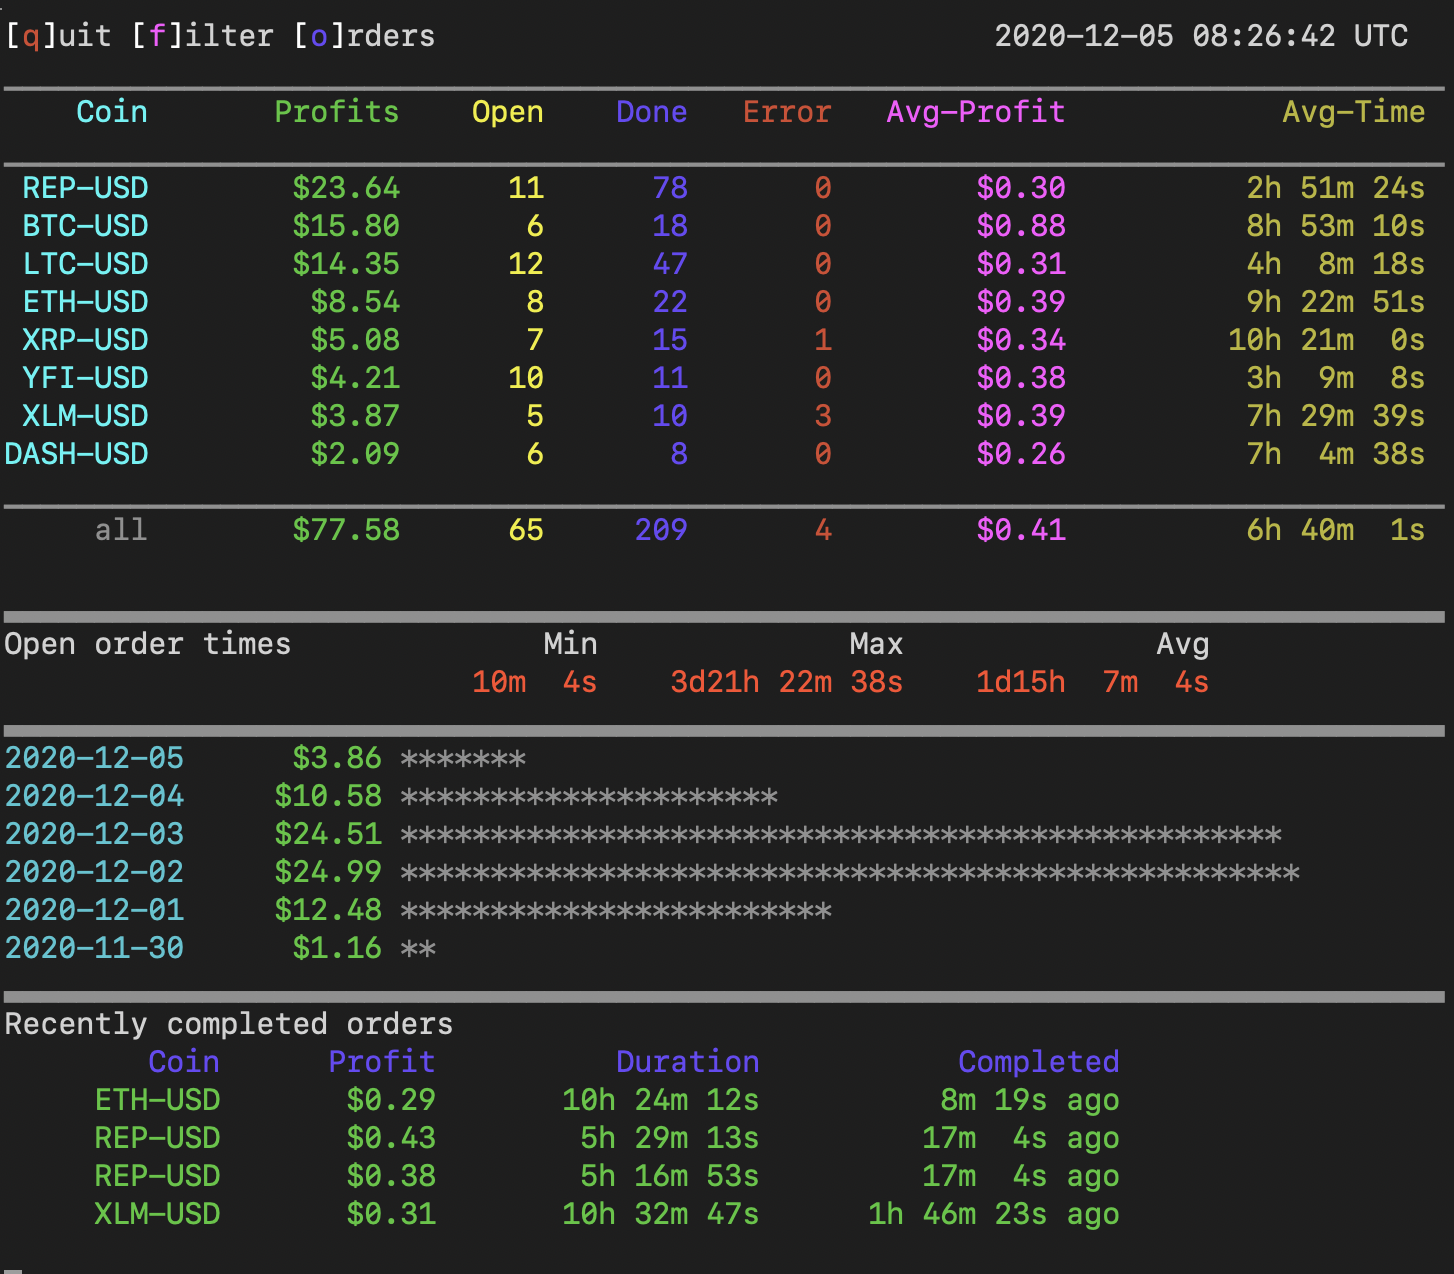 [q]uit [f]ilter [o]rders 2020-12-05 08:26:42 UTC
Coin Profits Open Done Error Avg-Profit Avg-Time
REP-USD $23.64 11 78 0 $0.30 2h 51m 24s
BTC-USD $15.80 6 18 0 $0.88 8h 53m 10s
LTC-USD $14.35 12 47 0 $0.31 4h 8m 18s
ETH-USD $8.54 8 22 0 $0.39 9h 22m 51s
XRP-USD $5.08 7 15 1 $0.34 10h 21m 0s
YFI-USD $4.21 10 11 0 $0.38 3h 9m 8s
XLM-USD $3.87 5 10 3 $0.39 7h 29m 39s
DASH-USD $2.09 6 8 0 $0.26 7h 4m 38s
all $77.58 65 209 4 $0.41 6h 40m 1s
Open order times Min Max Avg
10m 4s 3d21h 22m 38s 1d15h 7m 4s
2020-12-05 $3.86 *******
2020-12-04 $10.58 *********************
2020-12-03 $24.51 *************************************************
2020-12-02 $24.99 **************************************************
2020-12-01 $12.48 ************************
2020-11-30 $1.16 **
Recently completed orders
Coin Profit Duration Completed
ETH-USD $0.29 10h 24m 12s 8m 19s ago
REP-USD $0.43 5h 29m 13s 17m 4s ago
REP-USD $0.38 5h 16m 53s 17m 4s ago
XLM-USD $0.31 10h 32m 47s 1h 46m 23s ago